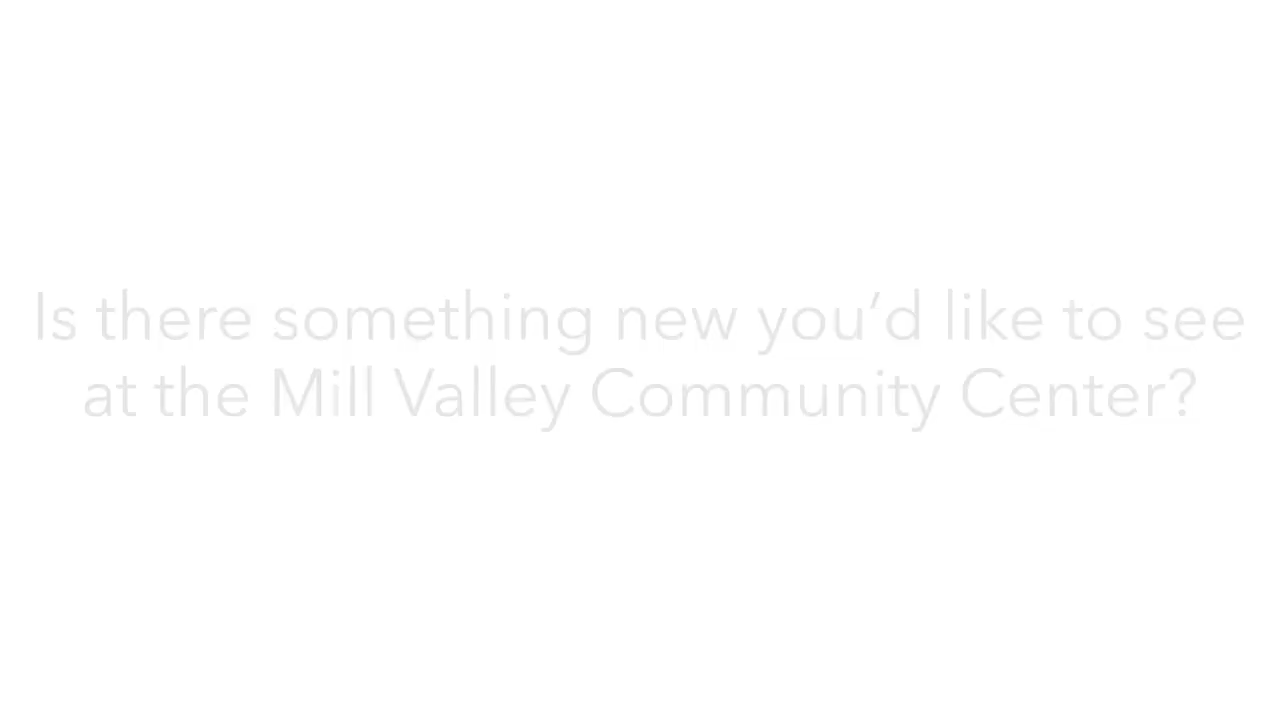 Is there something new you’d like to see
at the Mill Valley Community Center?